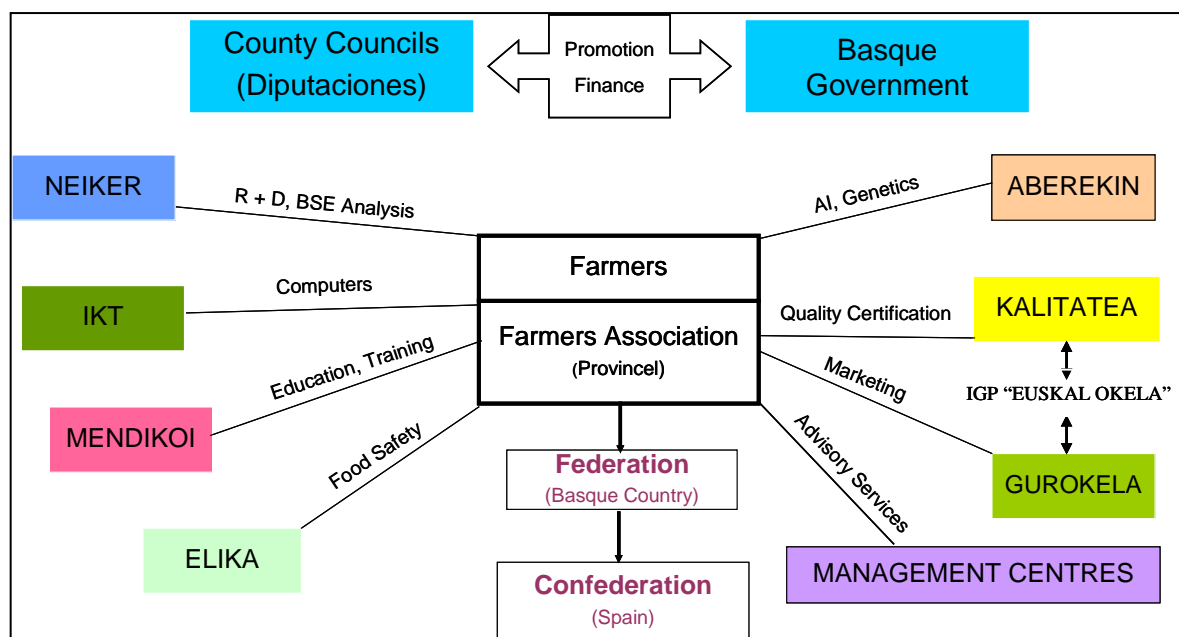 County Councils
(Diputaciones)
Promotion
Finance
Basque
Government
NEIKER
R + D, BSE Analysis
AI, Genetics
ABEREKIN
Farmers
IKT
Computers
Farmers Association
(Provincel)
Quality Certification
KALITATEA
Education, Training
Marketing
IGP “EUSKAL OKELA”
MENDIKOI
Food Safety
Advisory Services
GUROKELA
Federation
(Basque Country)
ELIKA
Confederation
(Spain)
MANAGEMENT CENTRES